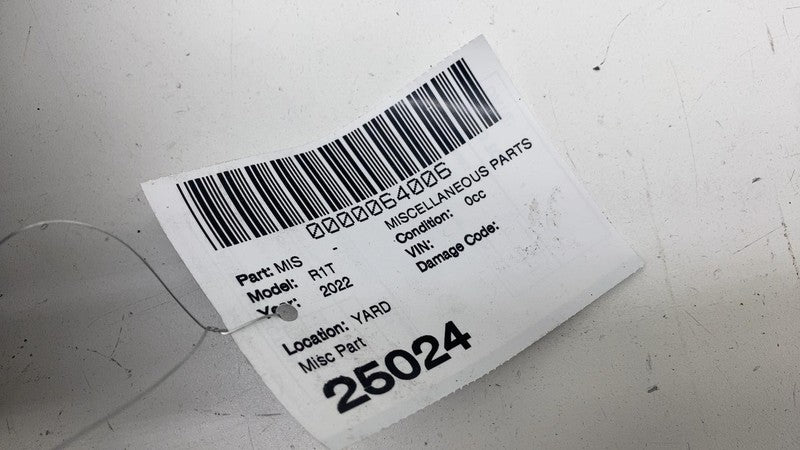 0000064006
Part: MIS - MISCELLANEOUS PARTS
Model: R1T Condition: 0cc
Year: 2022 VIN:
Damage Code:
Location: YARD
Misc Part
25024